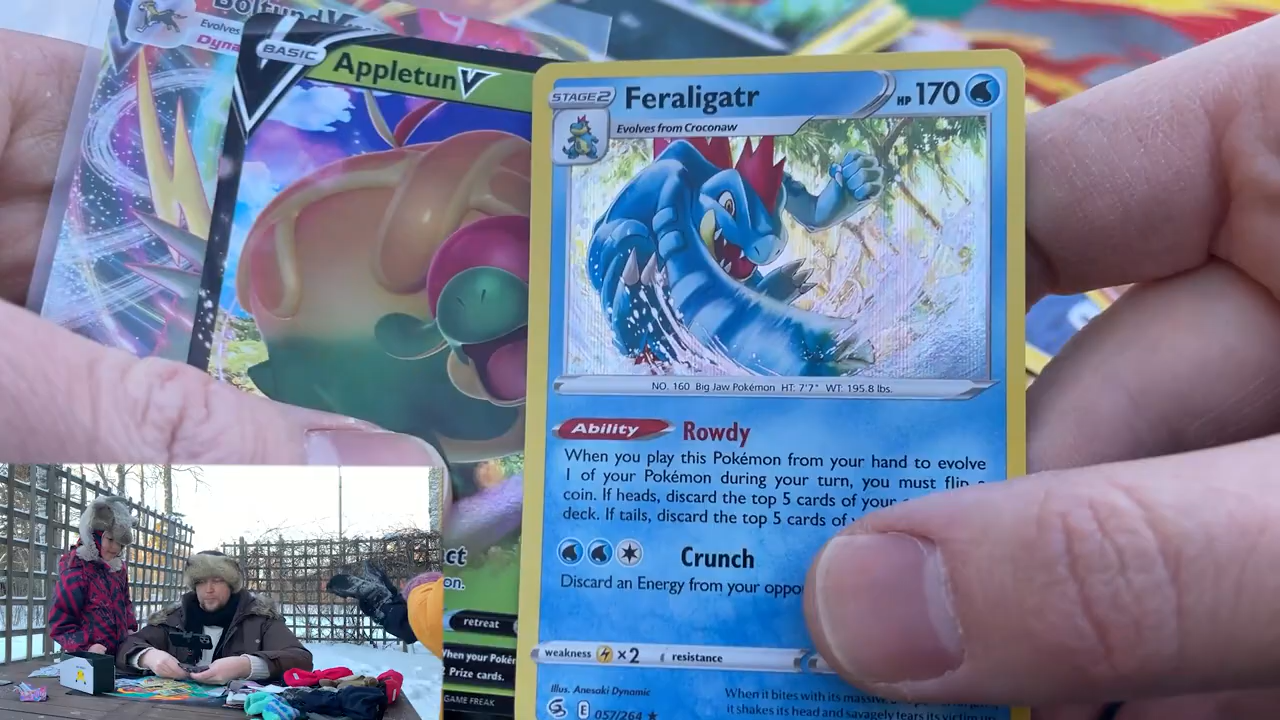 BoltundV
Evolves
Dyna
BASIC
AppletunV
ct
on.
retreat
When your Poké
Prize cards.
GAME FREAK
STAGE2
Feraligatr
HP 170
Evolves from Croconaw
NO. 160 Big Jaw Pokémon HT: 7'7" WT: 195.8 lbs.
Ability Rowdy
When you play this Pokémon from your hand to evolve
1 of your Pokémon during your turn, you must flip a
coin. If heads, discard the top 5 cards of your
deck. If tails, discard the top 5 cards of
Crunch
Discard an Energy from your oppo
weakness ×2 resistance
Illus. Anesaki Dynamic
E 057/264 ★
When it bites with its massive
it shakes its head and savagely tears its victim up